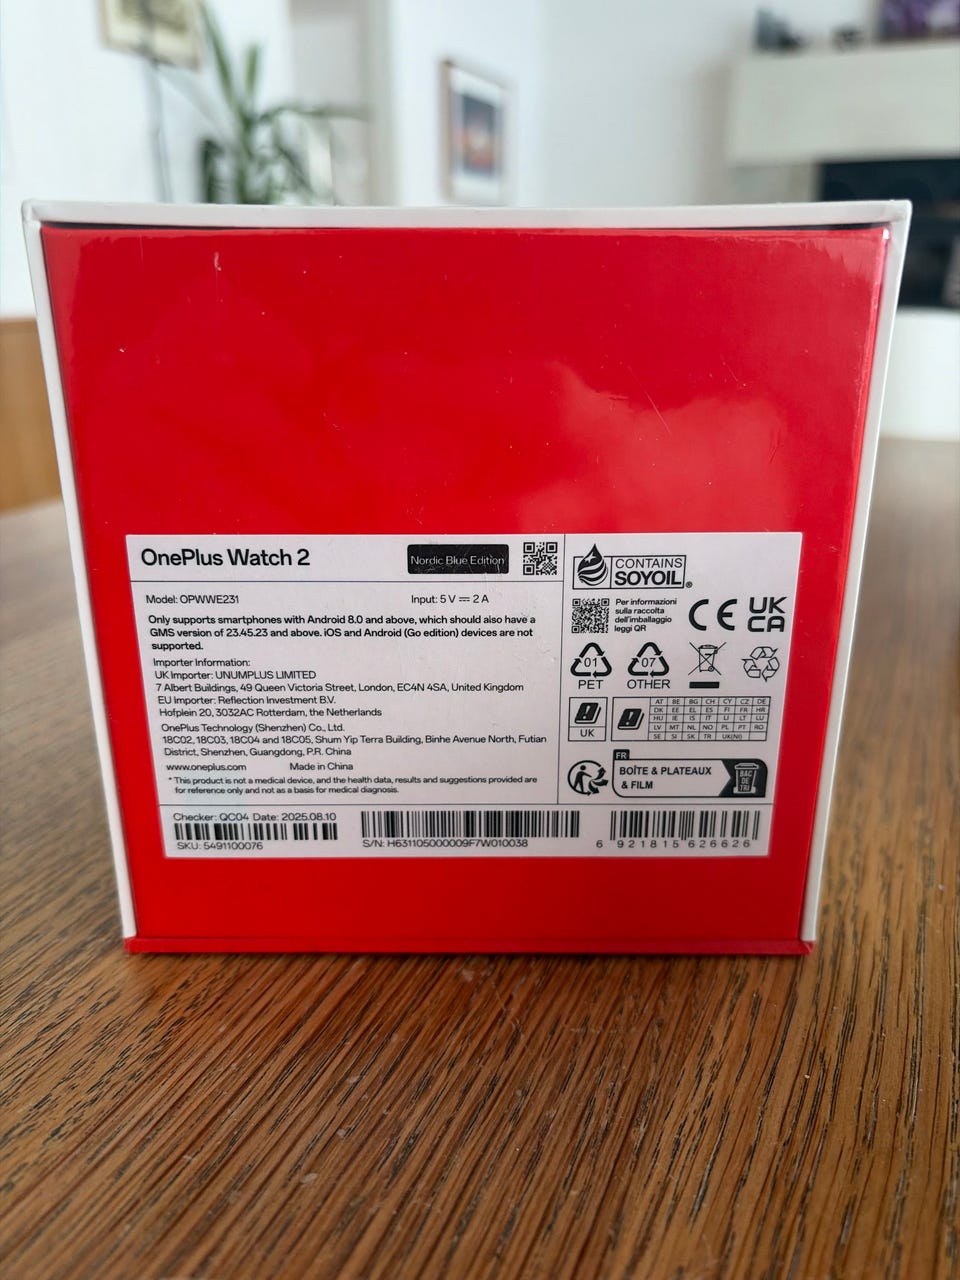 OnePlus Watch 2
Nordic Blue Edition
Model: OPWWE231
Input: 5 V ⎓ 2 A
Only supports smartphones with Android 8.0 and above, which should also have a
GMS version of 23.45.23 and above. iOS and Android (Go edition) devices are not
supported.
Importer Information:
UK Importer: UNUMPLUS LIMITED
7 Albert Buildings, 49 Queen Victoria Street, London, EC4N 4SA, United Kingdom
EU Importer: Reflection Investment B.V.
Hofplein 20, 3032AC Rotterdam, the Netherlands
OnePlus Technology (Shenzhen) Co., Ltd.
18C02, 18C03, 18C04 and 18C05, Shum Yip Terra Building, Binhe Avenue North, Futian
District, Shenzhen, Guangdong, P.R. China
www.oneplus.com
Made in China
* This product is not a medical device, and the health data, results and suggestions provided are
for reference only and not as a basis for medical diagnosis.
CONTAINS
SOYOIL®
Per informazioni
sulla raccolta
dell'imballaggio
leggi QR
CE
UK
CA
01
PET
07
OTHER
UK
AT BE BG CH CY CZ DE
DK EE EL ES FI FR HR
HU IE IS IT LI LT LU
LV MT NL NO PL PT RO
SE SI SK TR UK(NI)
FR
BOÎTE & PLATEAUX
& FILM
BAC
DE
TRI
Checker: QC04 Date: 2025.08.10
SKU: 5491100076
S/N: H631105000009F7W010038
6 921815 626626